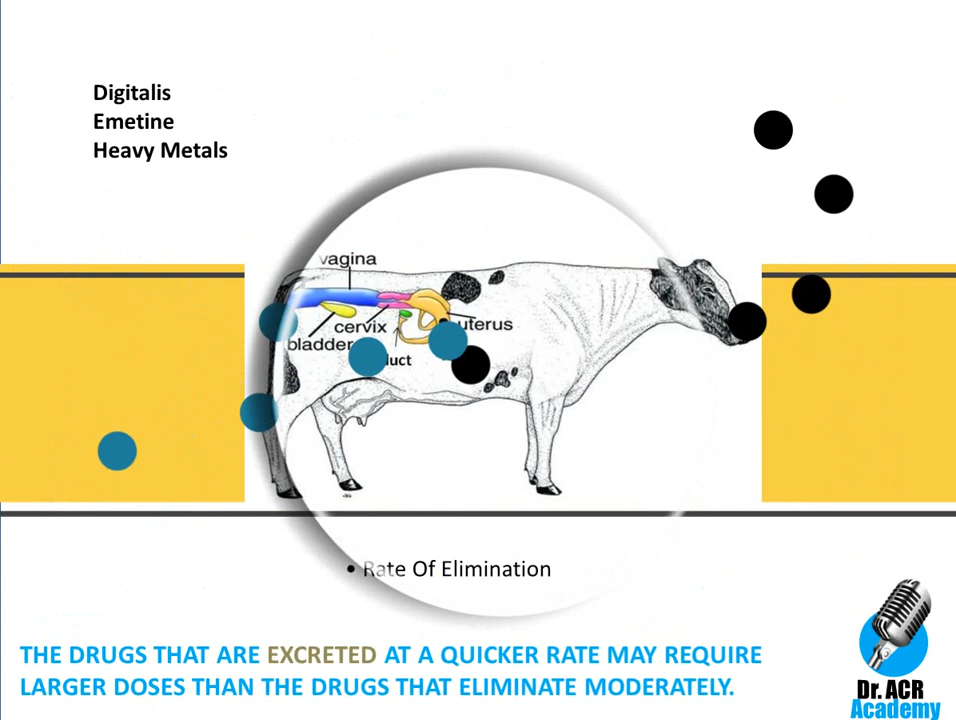 Digitalis
Emetine
Heavy Metals
vagina
uterus
cervix
bladder
duct
• Rate Of Elimination
THE DRUGS THAT ARE EXCRETED AT A QUICKER RATE MAY REQUIRE
LARGER DOSES THAN THE DRUGS THAT ELIMINATE MODERATELY.
Dr. ACR
Academy